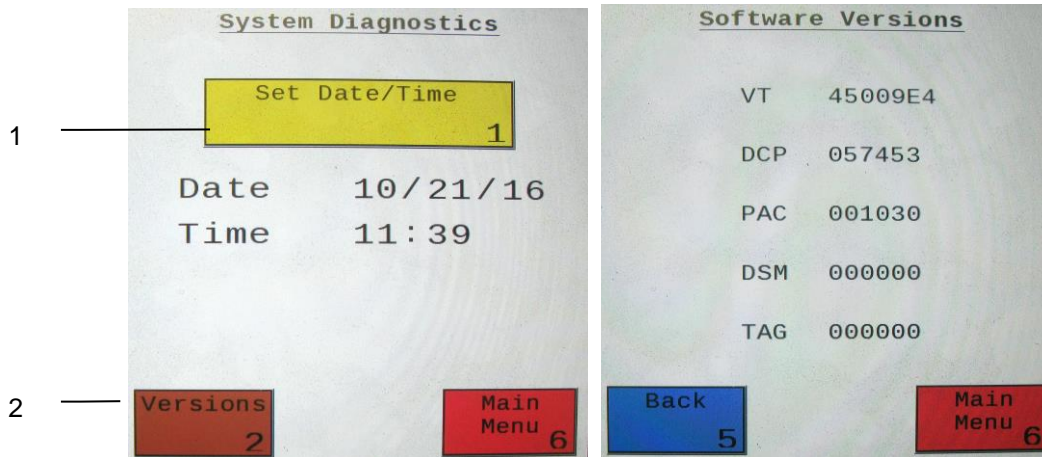 System Diagnostics
Set Date/Time
1
1
Date 10/21/16
Time 11:39
2
Versions
2
Main
Menu 6
Software Versions
VT 45009E4
DCP 057453
PAC 001030
DSM 000000
TAG 000000
Back
5
Main
Menu 6